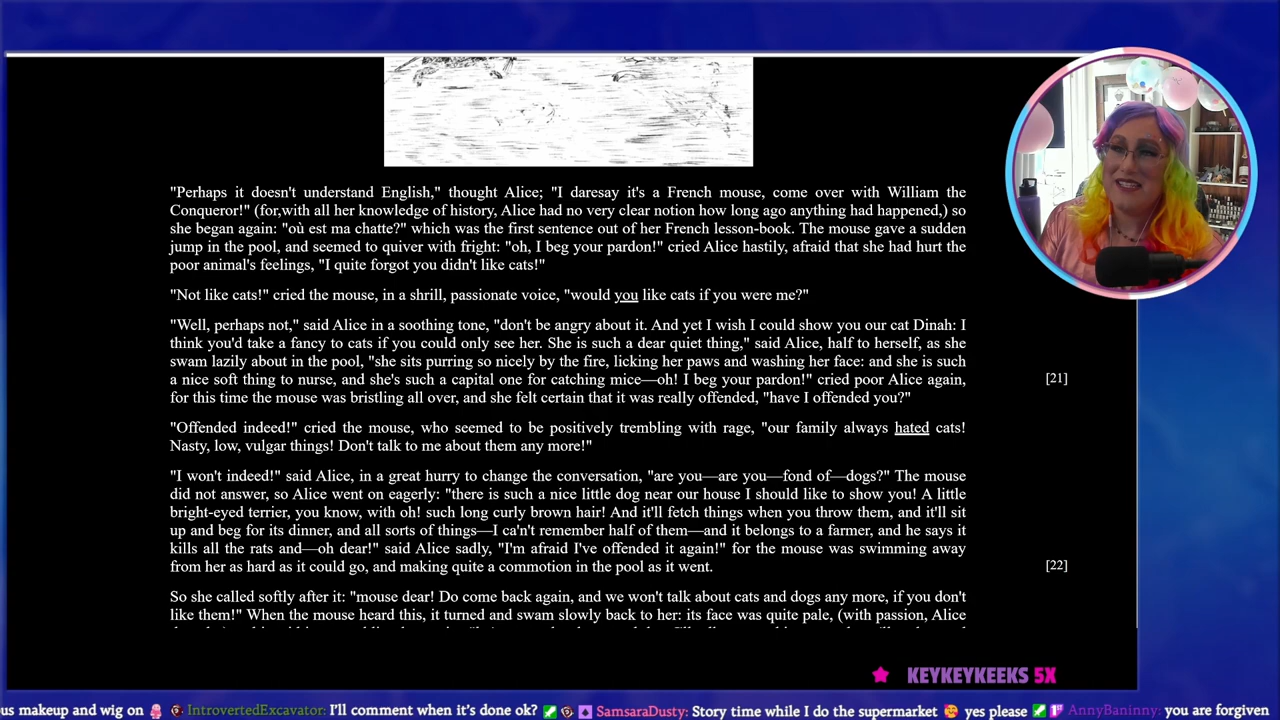 "Perhaps it doesn't understand English," thought Alice; "I daresay it's a French mouse, come over with William the
Conqueror!" (for,with all her knowledge of history, Alice had no very clear notion how long ago anything had happened,) so
she began again: "où est ma chatte?" which was the first sentence out of her French lesson-book. The mouse gave a sudden
jump in the pool, and seemed to quiver with fright: "oh, I beg your pardon!" cried Alice hastily, afraid that she had hurt the
poor animal's feelings, "I quite forgot you didn't like cats!"
"Not like cats!" cried the mouse, in a shrill, passionate voice, "would you like cats if you were me?"
"Well, perhaps not," said Alice in a soothing tone, "don't be angry about it. And yet I wish I could show you our cat Dinah: I
think you'd take a fancy to cats if you could only see her. She is such a dear quiet thing," said Alice, half to herself, as she
swam lazily about in the pool, "she sits purring so nicely by the fire, licking her paws and washing her face: and she is such
a nice soft thing to nurse, and she's such a capital one for catching mice—oh! I beg your pardon!" cried poor Alice again,
[21]
for this time the mouse was bristling all over, and she felt certain that it was really offended, "have I offended you?"
"Offended indeed!" cried the mouse, who seemed to be positively trembling with rage, "our family always hated cats!
Nasty, low, vulgar things! Don't talk to me about them any more!"
"I won't indeed!" said Alice, in a great hurry to change the conversation, "are you—are you—fond of—dogs?" The mouse
did not answer, so Alice went on eagerly: "there is such a nice little dog near our house I should like to show you! A little
bright-eyed terrier, you know, with oh! such long curly brown hair! And it'll fetch things when you throw them, and it'll sit
up and beg for its dinner, and all sorts of things—I ca'n't remember half of them—and it belongs to a farmer, and he says it
kills all the rats and—oh dear!" said Alice sadly, "I'm afraid I've offended it again!" for the mouse was swimming away
from her as hard as it could go, and making quite a commotion in the pool as it went.
[22]
So she called softly after it: "mouse dear! Do come back again, and we won't talk about cats and dogs any more, if you don't
like them!" When the mouse heard this, it turned and swam slowly back to her: its face was quite pale, (with passion, Alice
KEYKEYKEEKS 5X
us makeup and wig on IntrovertedExcavator: I'll comment when it's done ok? SamsaraDusty: Story time while I do the supermarket yes please AnnyBaninny: you are forgiven